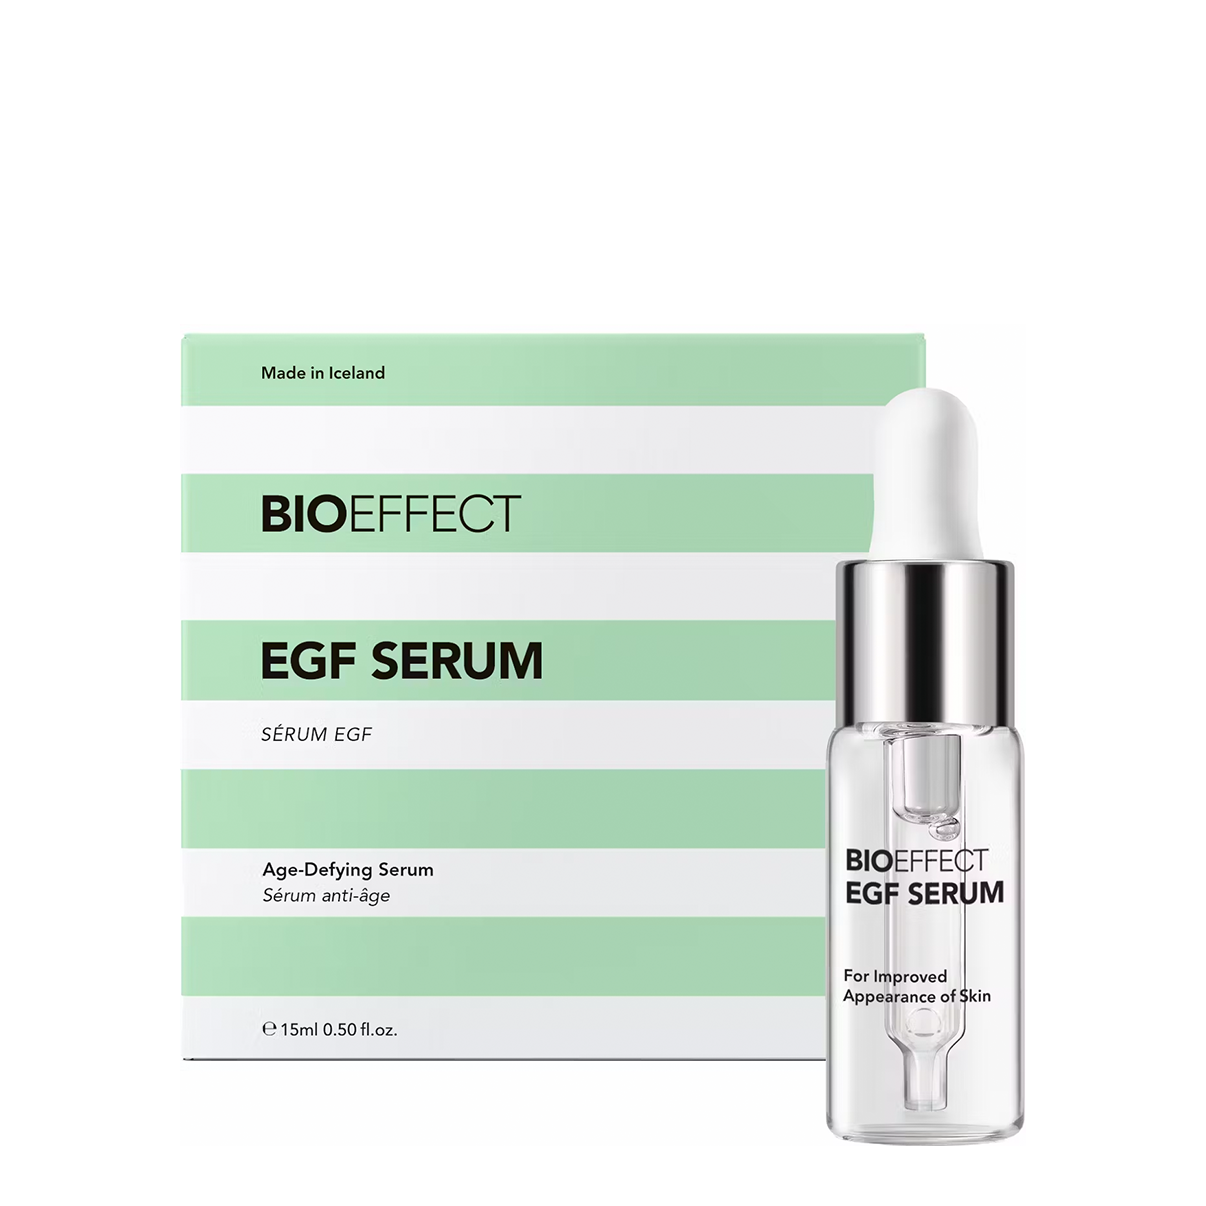 Made in Iceland
BIOEFFECT
EGF SERUM
SÉRUM EGF
Age-Defying Serum
Sérum anti-âge
℮ 15ml 0.50 fl.oz.
BIOEFFECT
EGF SERUM
For Improved
Appearance of Skin